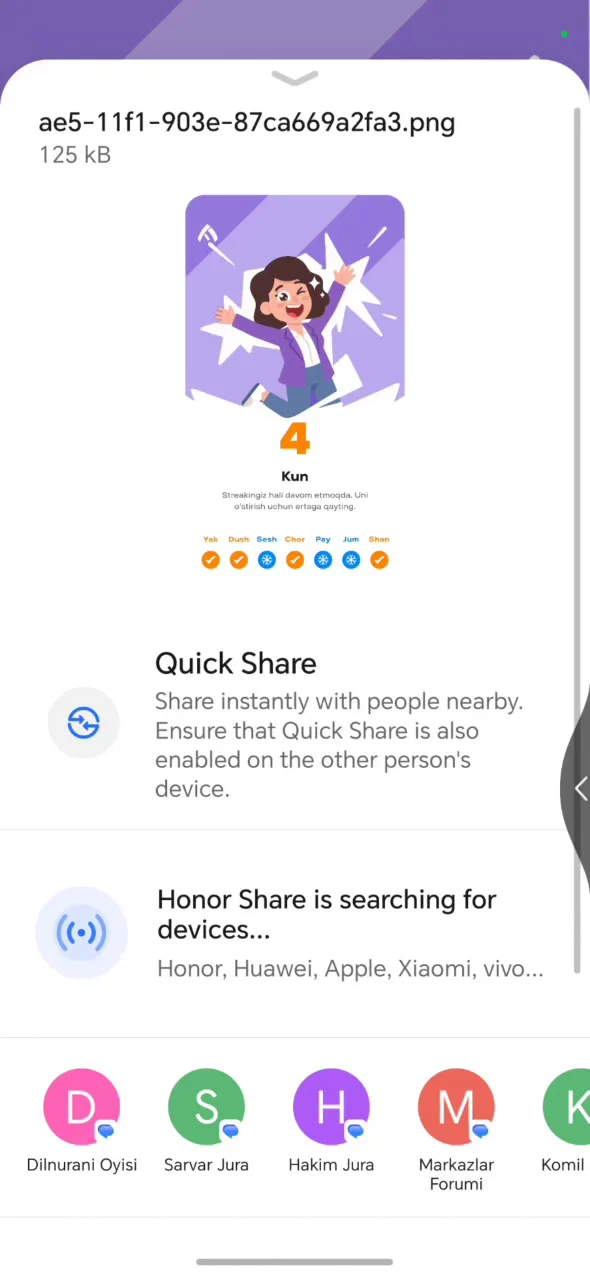 ae5-11f1-903e-87ca669a2fa3.png
125 kB
4
Kun
Streakingiz hali davom etmoqda. Uni
o'stirish uchun ertaga qayting.
Yak Dush Sesh Chor Pay Jum Shan
Quick Share
Share instantly with people nearby.
Ensure that Quick Share is also
enabled on the other person's
device.
Honor Share is searching for
devices...
Honor, Huawei, Apple, Xiaomi, vivo...
D S H M K
Dilnurani Oyisi Sarvar Jura Hakim Jura Markazlar Komil
Forumi